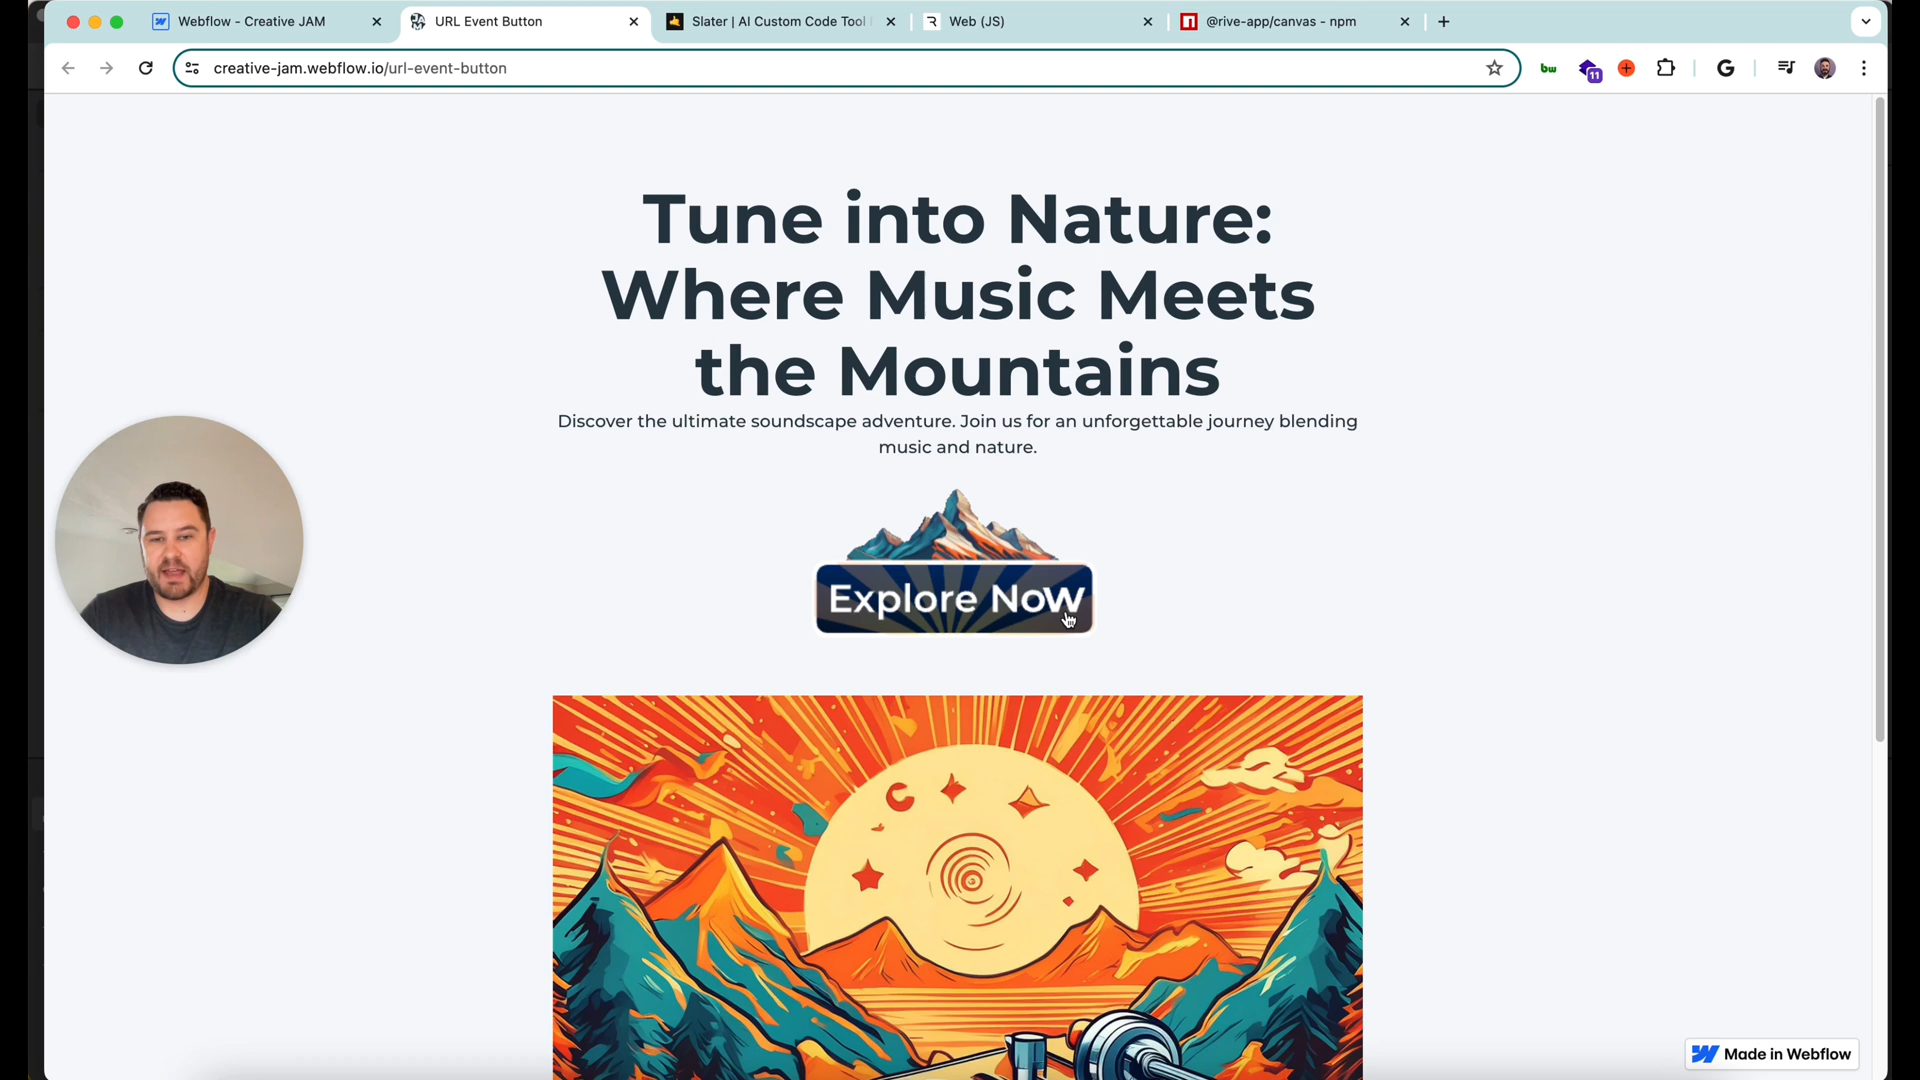 Webflow - Creative JAM
URL Event Button
Slater | AI Custom Code Tool
Web (JS)
@rive-app/canvas - npm
creative-jam.webflow.io/url-event-button
bw
11
G
Tune into Nature:
Where Music Meets
the Mountains
Discover the ultimate soundscape adventure. Join us for an unforgettable journey blending
music and nature.
Explore Now
Made in Webflow